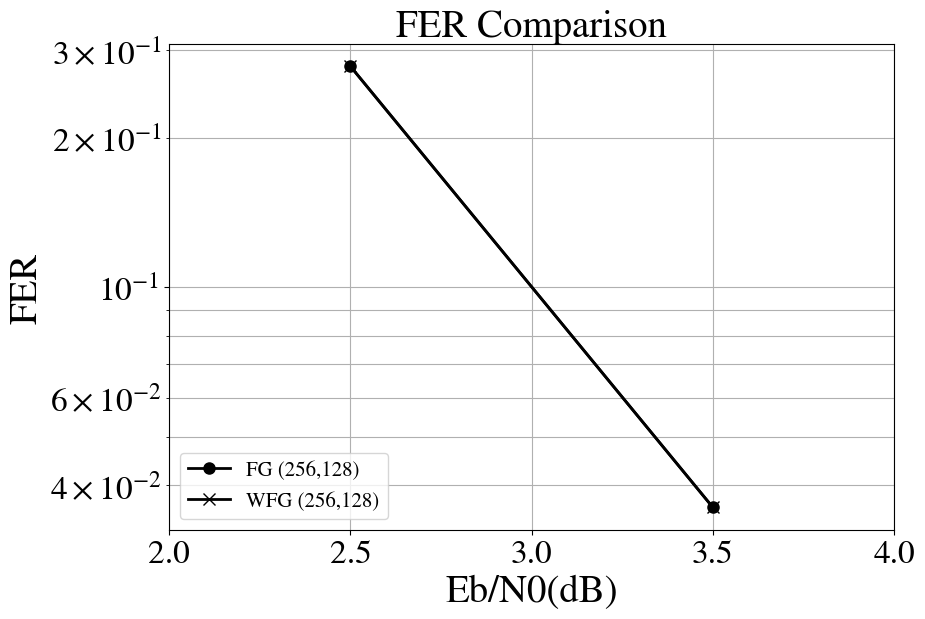 FER Comparison
3 × 10⁻¹
2 × 10⁻¹
10⁻¹
6 × 10⁻²
4 × 10⁻²
FER
FG (256,128)
WFG (256,128)
2.0 2.5 3.0 3.5 4.0
Eb/N0(dB)